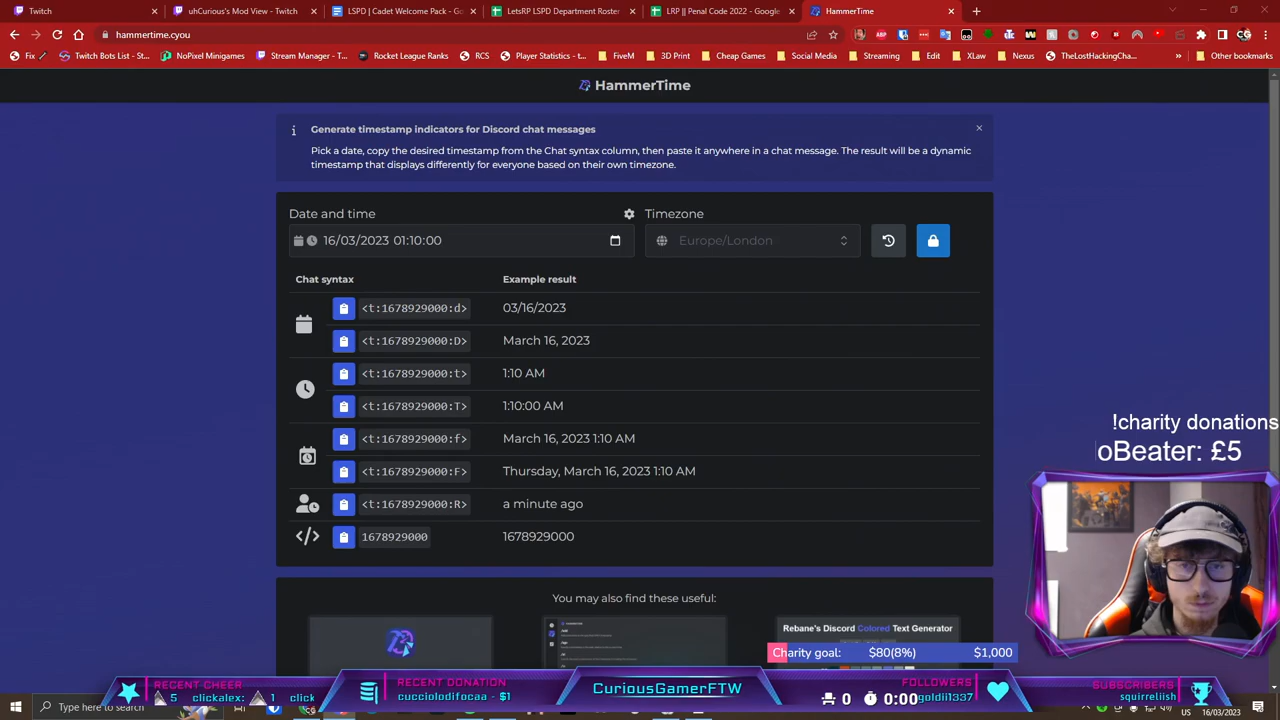 Twitch
uhCurious's Mod View - Twitch
LSPD | Cadet Welcome Pack - Go
LetsRP LSPD Department Roster
LRP || Penal Code 2022 - Google
HammerTime
hammertime.cyou
Fix
Twitch Bots List - St...
NoPixel Minigames
Stream Manager - T...
Rocket League Ranks
RCS
Player Statistics - t...
FiveM
3D Print
Cheap Games
Social Media
Streaming
Edit
XLaw
Nexus
TheLostHackingCha...
Other bookmarks
HammerTime
Generate timestamp indicators for Discord chat messages
Pick a date, copy the desired timestamp from the Chat syntax column, then paste it anywhere in a chat message. The result will be a dynamic
timestamp that displays differently for everyone based on their own timezone.
Date and time
Timezone
16/03/2023 01:10:00
Europe/London
Chat syntax
Example result
<t:1678929000:d>
03/16/2023
<t:1678929000:D>
March 16, 2023
<t:1678929000:t>
1:10 AM
<t:1678929000:T>
1:10:00 AM
<t:1678929000:f>
March 16, 2023 1:10 AM
<t:1678929000:F>
Thursday, March 16, 2023 1:10 AM
<t:1678929000:R>
a minute ago
1678929000
1678929000
!charity donations
oBeater: £5
You may also find these useful:
Rebane's Discord Colored Text Generator
Charity goal: $80(8%) $1,000
RECENT CHEER
5 clickalex:
1 click
RECENT DONATION
cucciolodifocaa - $1
CuriousGamerFTW
0
0:00
FOLLOWERS
goldii1337
SUBSCRIBERS
squirreliish
Type here to search
US
16/03/2023